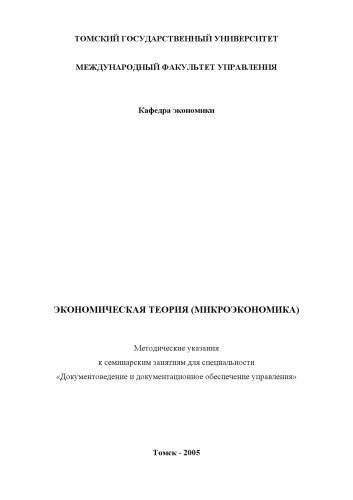 ТОМСКИЙ ГОСУДАРСТВЕННЫЙ УНИВЕРСИТЕТ
МЕЖДУНАРОДНЫЙ ФАКУЛЬТЕТ УПРАВЛЕНИЯ
Кафедра экономики
ЭКОНОМИЧЕСКАЯ ТЕОРИЯ (МИКРОЭКОНОМИКА)
Методические указания
к семинарским занятиям для специальности
«Документоведение и документационное обеспечение управления»
Томск - 2005